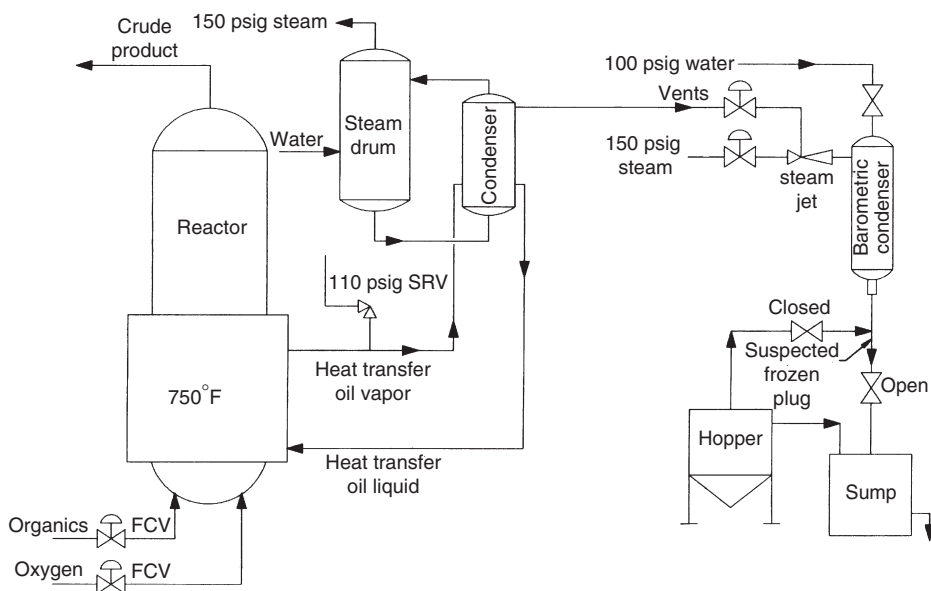 150 psig steam
Crude
product
100 psig water
Vents
Water
Steam
drum
Condenser
150 psig
steam
steam
jet
Barometric
condenser
Reactor
110 psig SRV
Closed
Suspected
frozen
plug
Open
Heat transfer
oil vapor
750°F
Hopper
Heat transfer
oil liquid
Sump
Organics
FCV
Oxygen
FCV